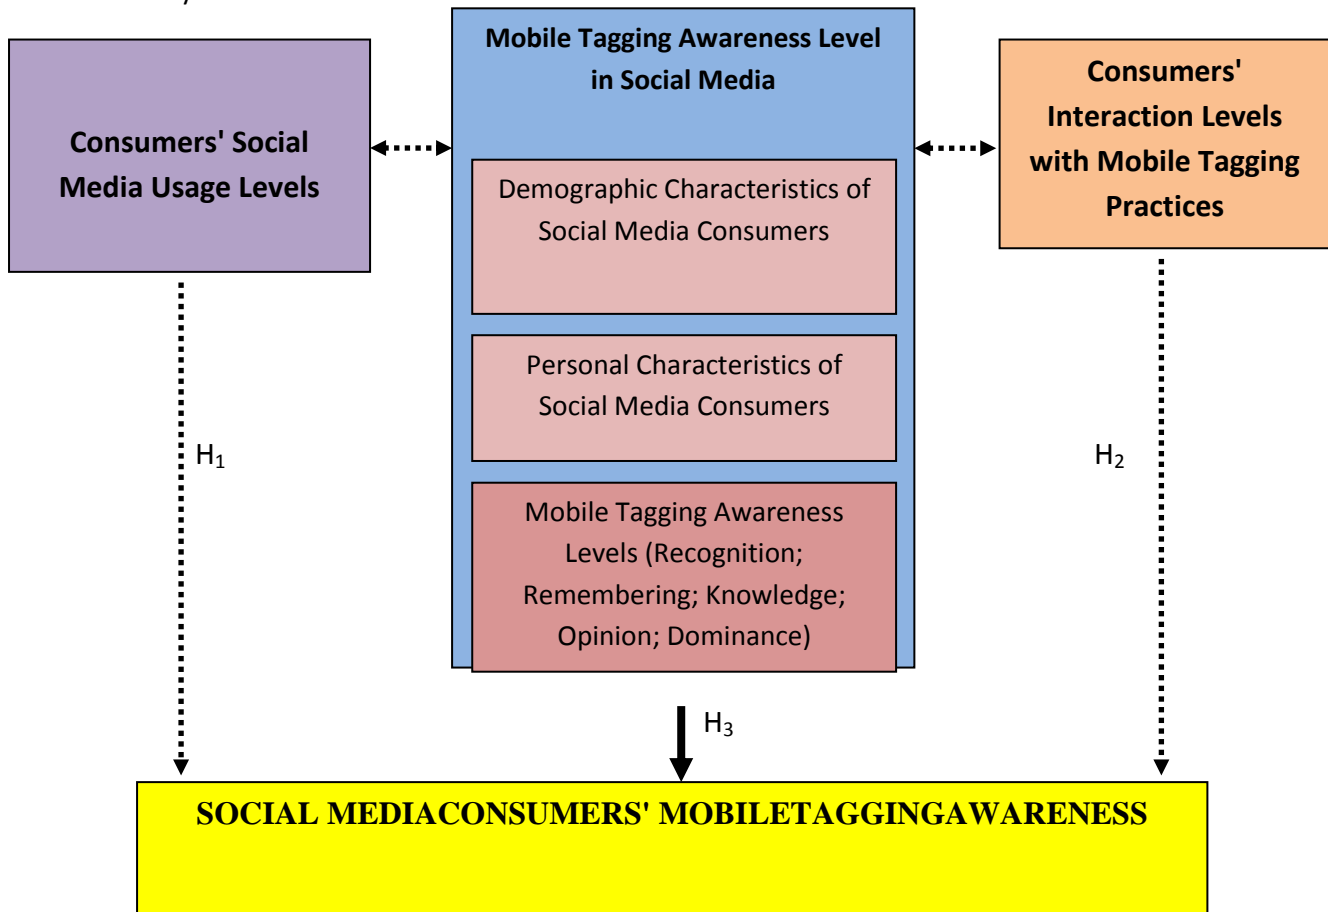 Consumers' Social
Media Usage Levels
Mobile Tagging Awareness Level
in Social Media
Demographic Characteristics of
Social Media Consumers
Personal Characteristics of
Social Media Consumers
Mobile Tagging Awareness
Levels (Recognition;
Remembering; Knowledge;
Opinion; Dominance)
Consumers'
Interaction Levels
with Mobile Tagging
Practices
H₁
H₂
H₃
SOCIAL MEDIACONSUMERS' MOBILETAGGINGAWARENESS